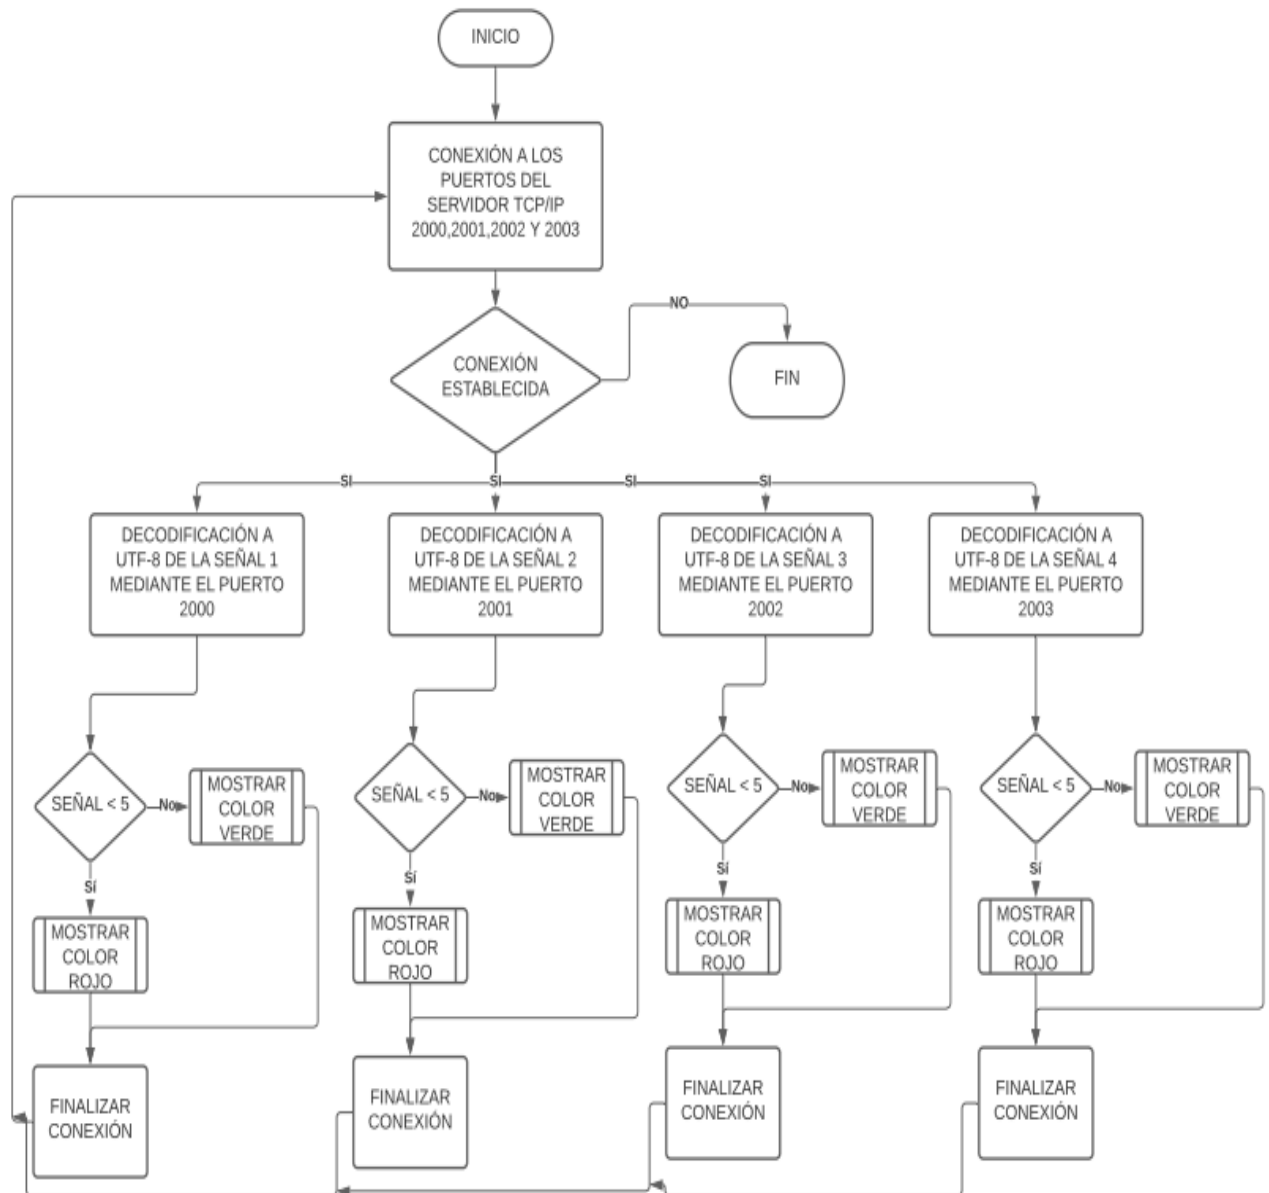 INICIO
CONEXIÓN A LOS
PUERTOS DEL
SERVIDOR TCP/IP
2000,2001,2002 Y 2003
NO
CONEXIÓN
ESTABLECIDA
FIN
SI
SI
SI
SI
DECODIFICACIÓN A
UTF-8 DE LA SEÑAL 1
MEDIANTE EL PUERTO
2000
DECODIFICACIÓN A
UTF-8 DE LA SEÑAL 2
MEDIANTE EL PUERTO
2001
DECODIFICACIÓN A
UTF-8 DE LA SEÑAL 3
MEDIANTE EL PUERTO
2002
DECODIFICACIÓN A
UTF-8 DE LA SEÑAL 4
MEDIANTE EL PUERTO
2003
SEÑAL < 5
No
MOSTRAR
COLOR
VERDE
SEÑAL < 5
No
MOSTRAR
COLOR
VERDE
SEÑAL < 5
No
MOSTRAR
COLOR
VERDE
SEÑAL < 5
No
MOSTRAR
COLOR
VERDE
Sí
Sí
Sí
Sí
MOSTRAR
COLOR
ROJO
MOSTRAR
COLOR
ROJO
MOSTRAR
COLOR
ROJO
MOSTRAR
COLOR
ROJO
FINALIZAR
CONEXIÓN
FINALIZAR
CONEXIÓN
FINALIZAR
CONEXIÓN
FINALIZAR
CONEXIÓN